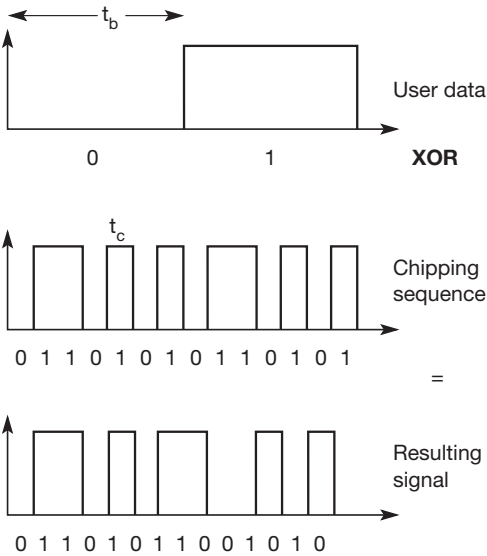 t_b
User data
0 1 XOR
t_c
Chipping
sequence
0 1 1 0 1 0 1 0 1 1 0 1 0 1
=
Resulting
signal
0 1 1 0 1 0 1 1 0 0 1 0 1 0